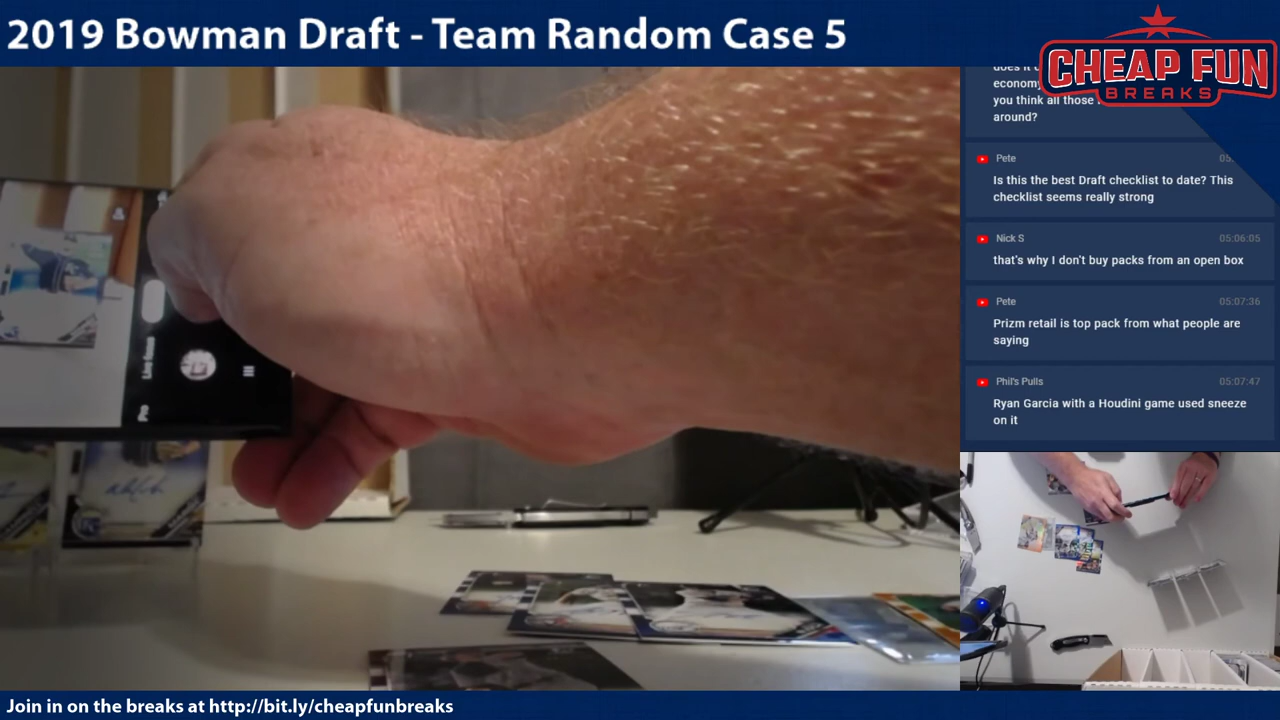 2019 Bowman Draft - Team Random Case 5
CHEAP FUN
BREAKS
economy
you think all those
around?
Pete
Is this the best Draft checklist to date? This
checklist seems really strong
Nick S 05:06:05
that's why I don't buy packs from an open box
Pete 05:07:36
Prizm retail is top pack from what people are
saying
Phil's Pulls 05:07:47
Ryan Garcia with a Houdini game used sneeze
on it
Live focus
Pro
Join in on the breaks at http://bit.ly/cheapfunbreaks